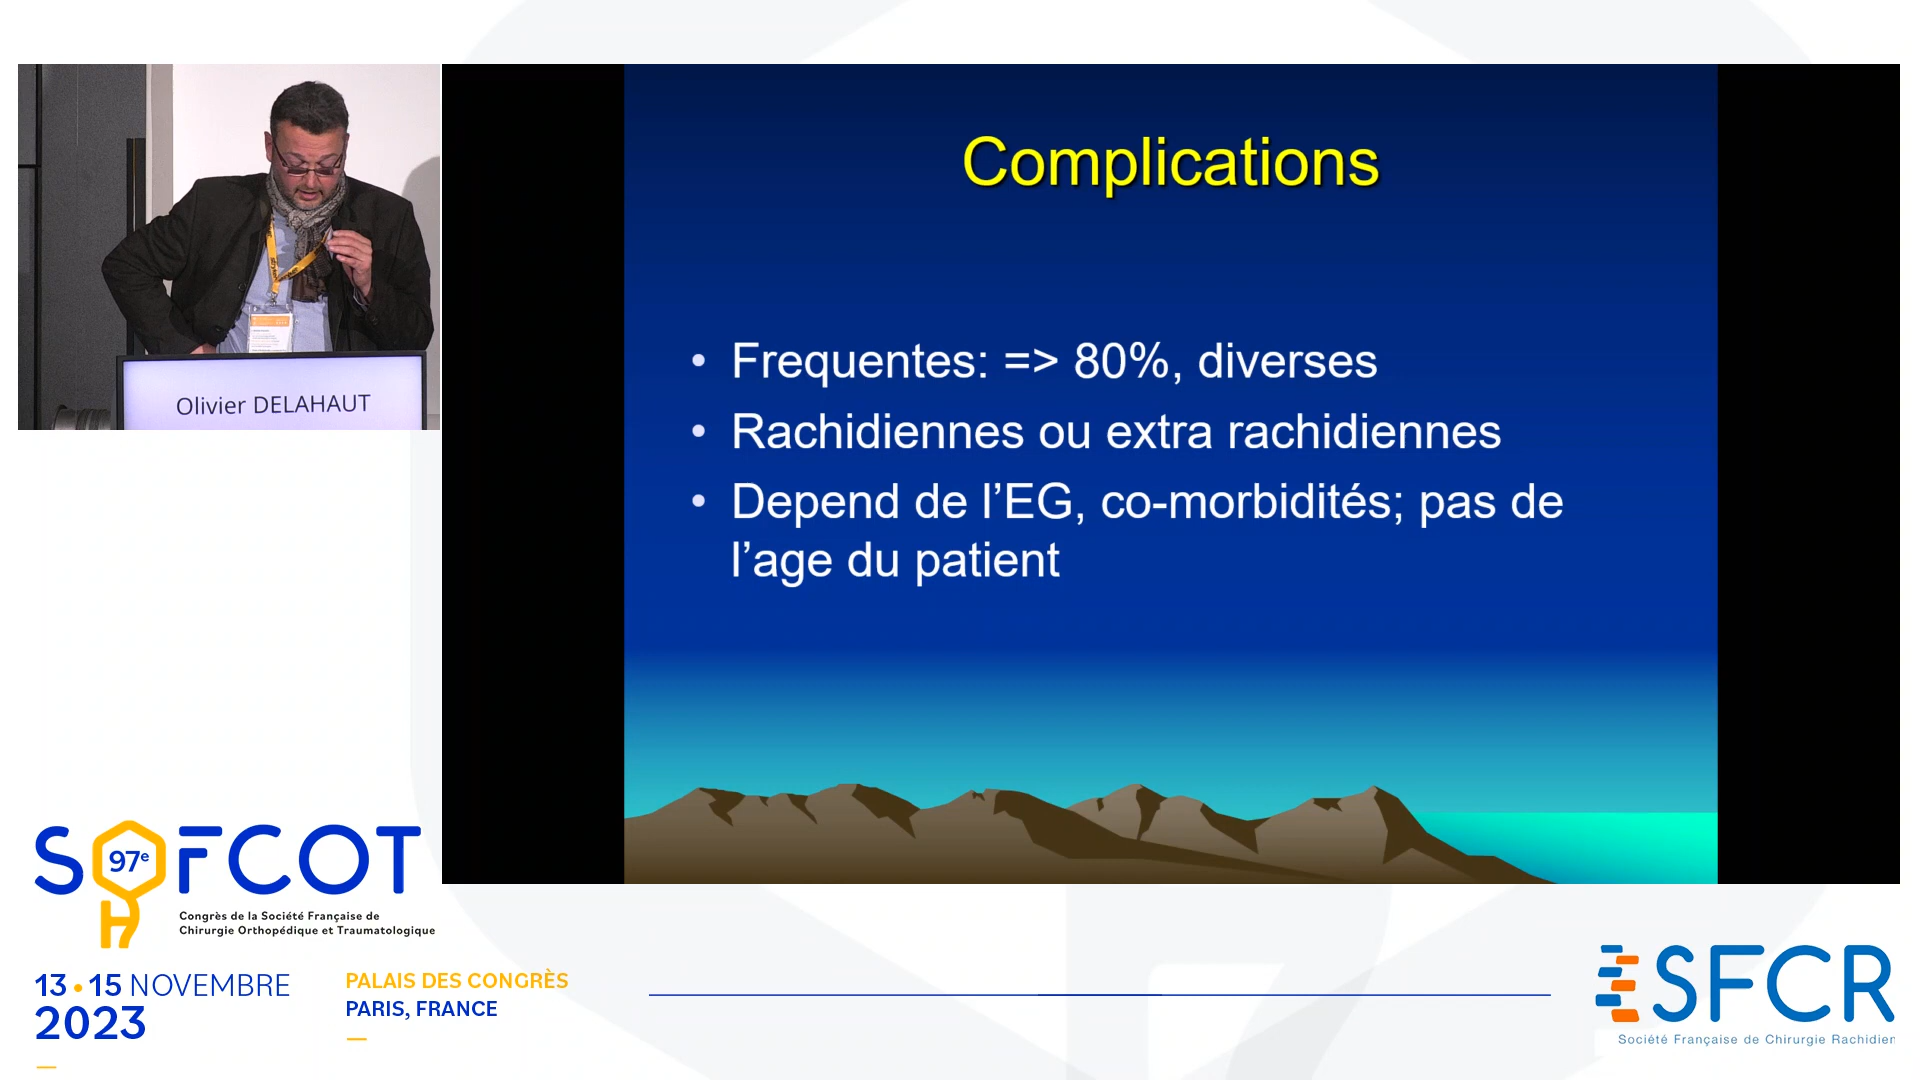 Complications
• Frequentes: => 80%, diverses
• Rachidiennes ou extra rachidiennes
• Depend de l’EG, co-morbidités; pas de
l’age du patient
Olivier DELAHAUT
SOFCOT
97e
Congrès de la Société Française de
Chirurgie Orthopédique et Traumatologique
13•15 NOVEMBRE
2023
PALAIS DES CONGRÈS
PARIS, FRANCE
SFCR
Société Française de Chirurgie Rachidien